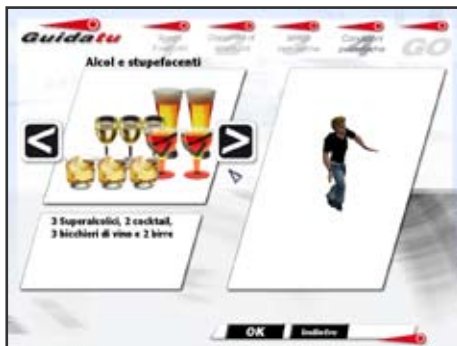 Guidatu
GO
Alcol e stupefacenti
3 Superalcolici, 2 cocktail,
3 bicchieri di vino e 2 birre
OK
Indietro